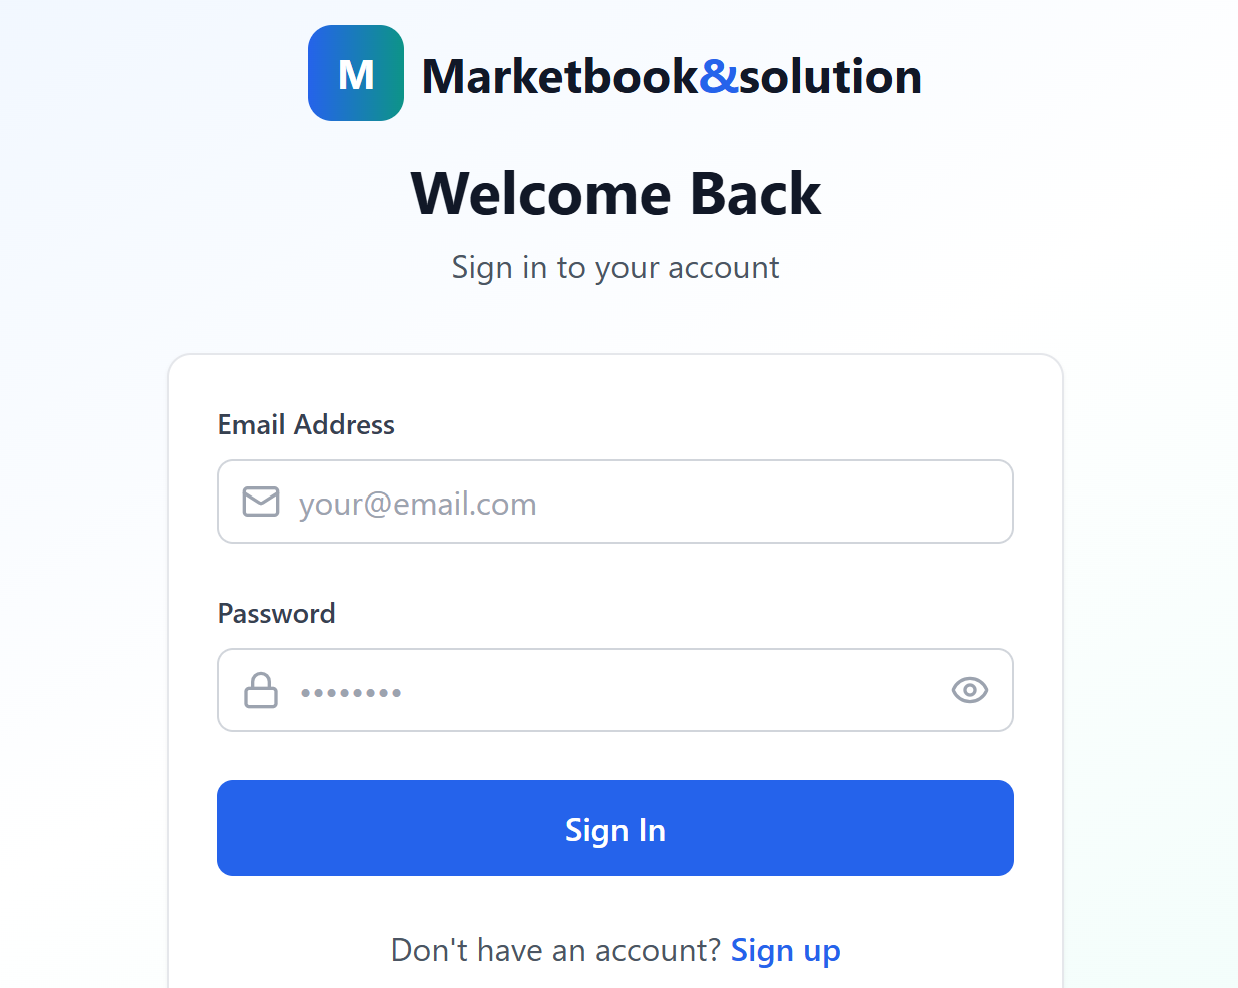 M
Marketbook&solution
Welcome Back
Sign in to your account
Email Address
your@email.com
Password
••••••••
Sign In
Don't have an account? Sign up